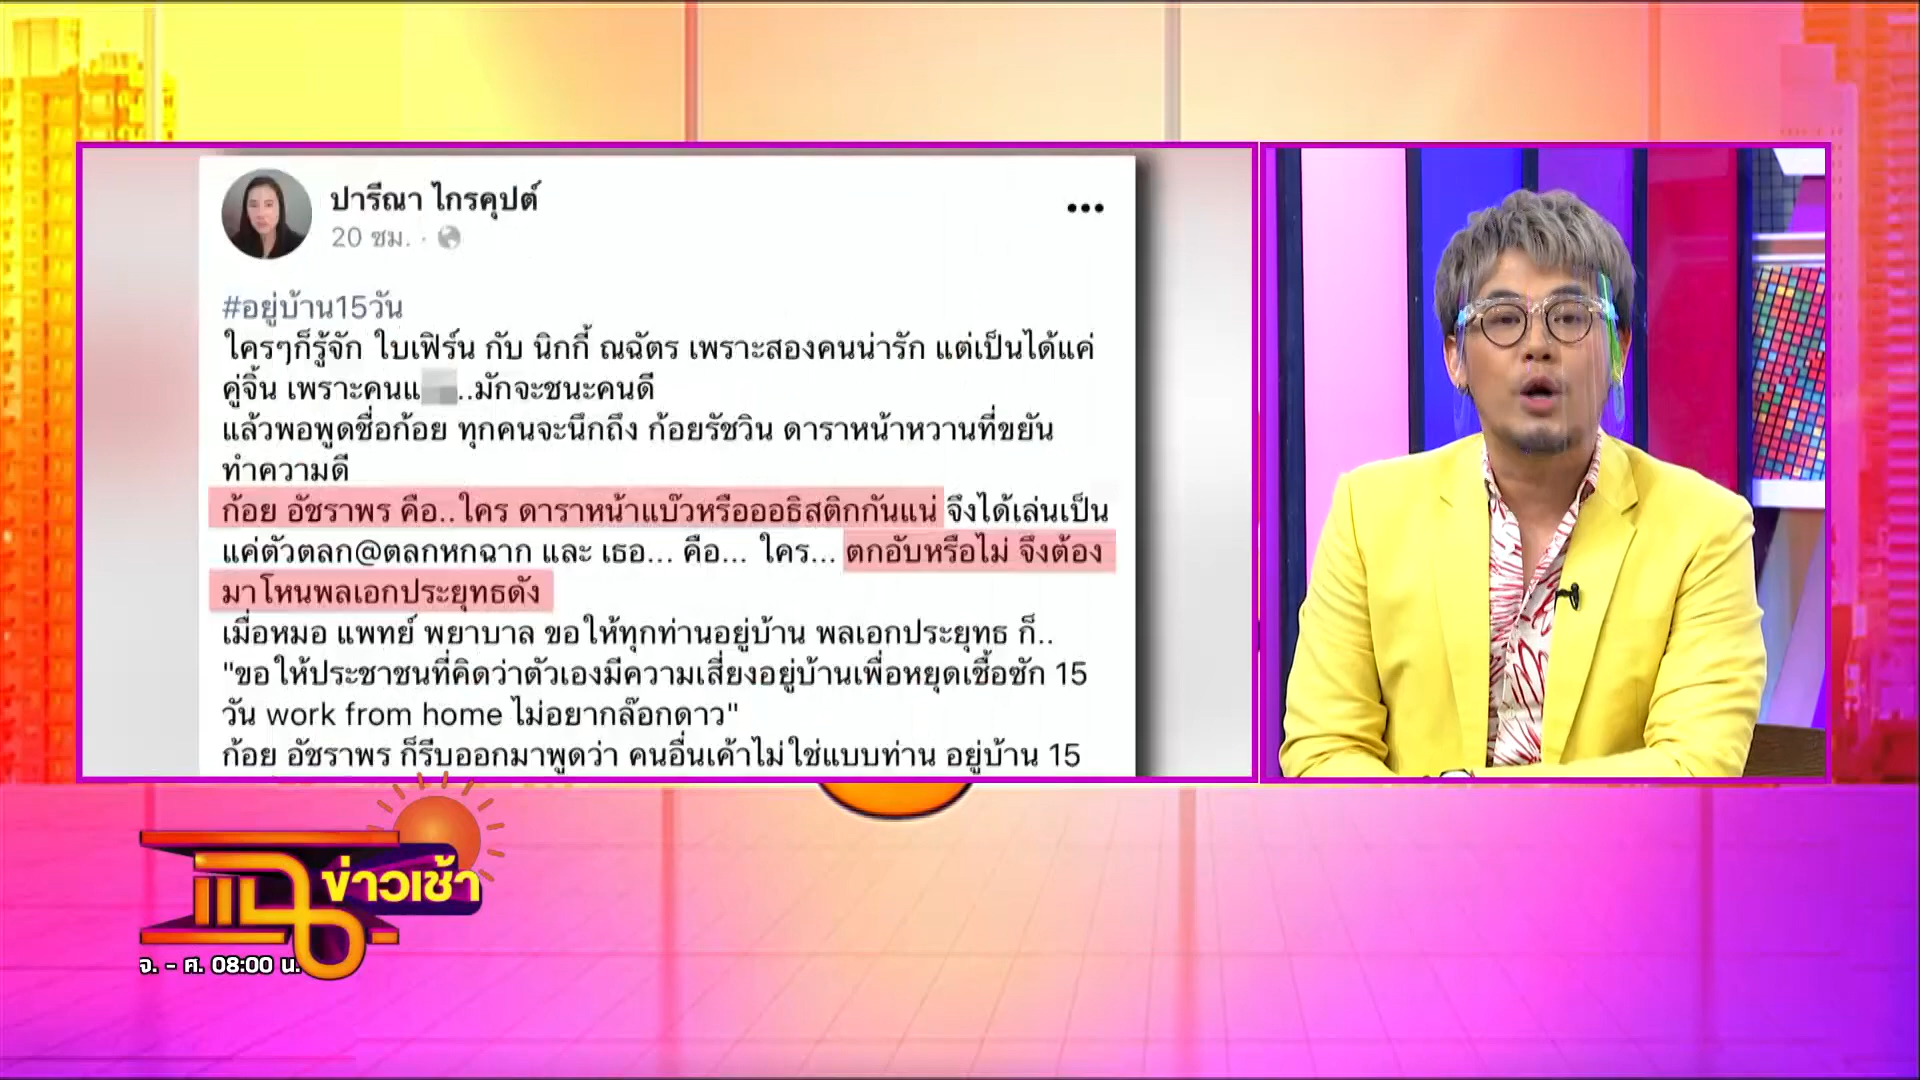 ปารีณา ไกรคุปต์
20 ชม. ·
#อยู่บ้าน15วัน
ใครๆก็รู้จัก ใบเฟิร์น กับ นิกกี้ ณฉัตร เพราะสองคนน่ารัก แต่เป็นได้แค่
คู่จิ้น เพราะคนแ ..มักจะชนะคนดี
แล้วพอพูดชื่อก้อย ทุกคนจะนึกถึง ก้อยรัชวิน ดาราหน้าหวานที่ขยัน
ทำความดี
ก้อย อัชราพร คือ..ใคร ดาราหน้าแบ๊วหรือออธิสติกกันแน่ จึงได้เล่นเป็น
แค่ตัวตลก@ตลกหกฉาก และ เธอ... คือ... ใคร... ตกอับหรือไม่ จึงต้อง
มาโหนพลเอกประยุทธดัง
เมื่อหมอ แพทย์ พยาบาล ขอให้ทุกท่านอยู่บ้าน พลเอกประยุทธ ก็..
"ขอให้ประชาชนที่คิดว่าตัวเองมีความเสี่ยงอยู่บ้านเพื่อหยุดเชื้อซัก 15
วัน work from home ไม่อยากล๊อกดาว"
ก้อย อัชราพร ก็รีบออกมาพูดว่า คนอื่นเค้าไม่ใช่แบบท่าน อยู่บ้าน 15
แฉ ข่าวเช้า
จ. - ศ. 08:00 น.